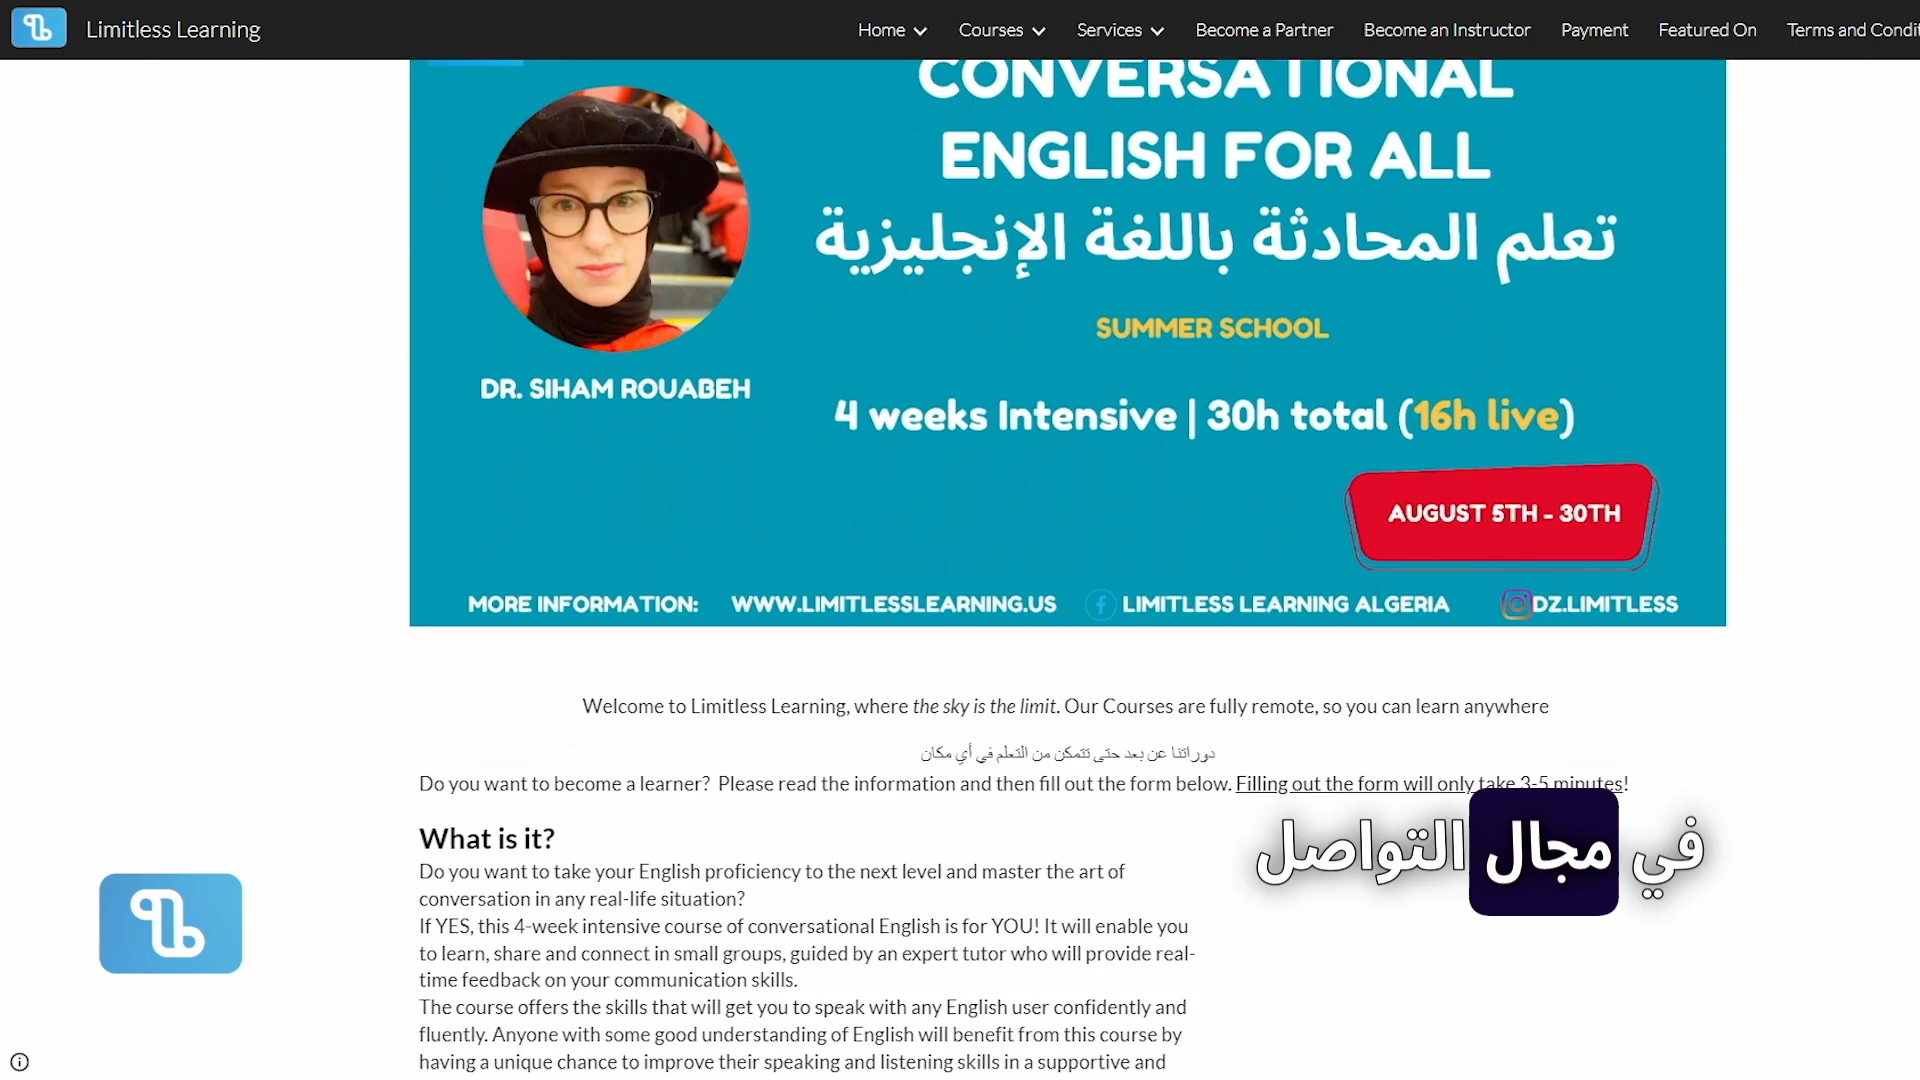 Limitless Learning
Home
Courses
Services
Become a Partner
Become an Instructor
Payment
Featured On
Terms and Condit
CONVERSATIONAL
ENGLISH FOR ALL
تعلم المحادثة باللغة الإنجليزية
SUMMER SCHOOL
DR. SIHAM ROUABEH
4 weeks Intensive | 30h total (16h live)
AUGUST 5TH - 30TH
MORE INFORMATION: WWW.LIMITLESSLEARNING.US LIMITLESS LEARNING ALGERIA DZ.LIMITLESS
Welcome to Limitless Learning, where the sky is the limit. Our Courses are fully remote, so you can learn anywhere
دوراتنا عن بعد حتى تتمكن من التعلم في أي مكان
Do you want to become a learner? Please read the information and then fill out the form below. Filling out the form will only take 3-5 minutes!
في مجال التواصل
What is it?
Do you want to take your English proficiency to the next level and master the art of
conversation in any real-life situation?
If YES, this 4-week intensive course of conversational English is for YOU! It will enable you
to learn, share and connect in small groups, guided by an expert tutor who will provide real-
time feedback on your communication skills.
The course offers the skills that will get you to speak with any English user confidently and
fluently. Anyone with some good understanding of English will benefit from this course by
having a unique chance to improve their speaking and listening skills in a supportive and